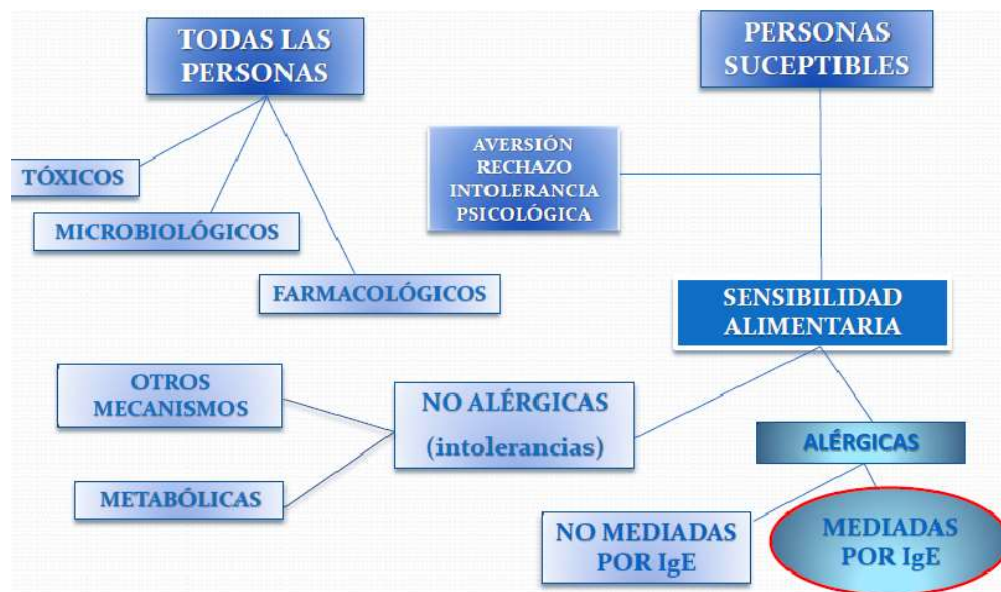 TODAS LAS
PERSONAS
PERSONAS
SUCEPTIBLES
AVERSIÓN
RECHAZO
INTOLERANCIA
PSICOLÓGICA
TÓXICOS
MICROBIOLÓGICOS
FARMACOLÓGICOS
SENSIBILIDAD
ALIMENTARIA
OTROS
MECANISMOS
NO ALÉRGICAS
(intolerancias)
ALÉRGICAS
METABÓLICAS
NO MEDIADAS
POR IgE
MEDIADAS
POR IgE